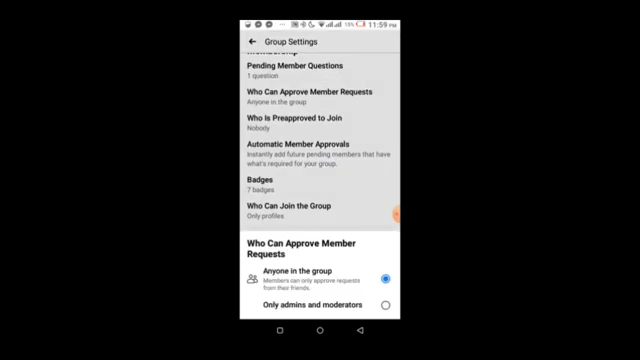 15% 11:59 PM
Group Settings
Membership
Pending Member Questions
1 question
Who Can Approve Member Requests
Anyone in the group
Who Is Preapproved to Join
Nobody
Automatic Member Approvals
Instantly add future pending members that have
what's required for your group.
Badges
7 badges
Who Can Join the Group
Only profiles
Who Can Approve Member
Requests
Anyone in the group
Members can only approve requests
from their friends.
Only admins and moderators